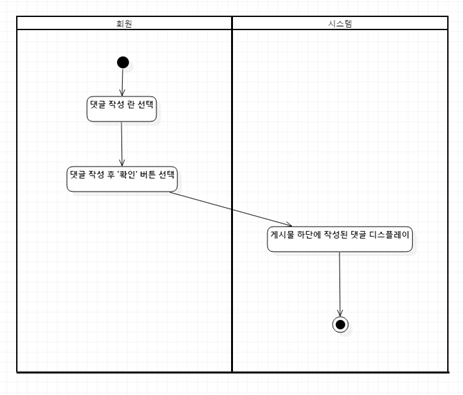 회원
시스템
댓글 작성 란 선택
댓글 작성 후 '확인' 버튼 선택
게시물 하단에 작성된 댓글 디스플레이